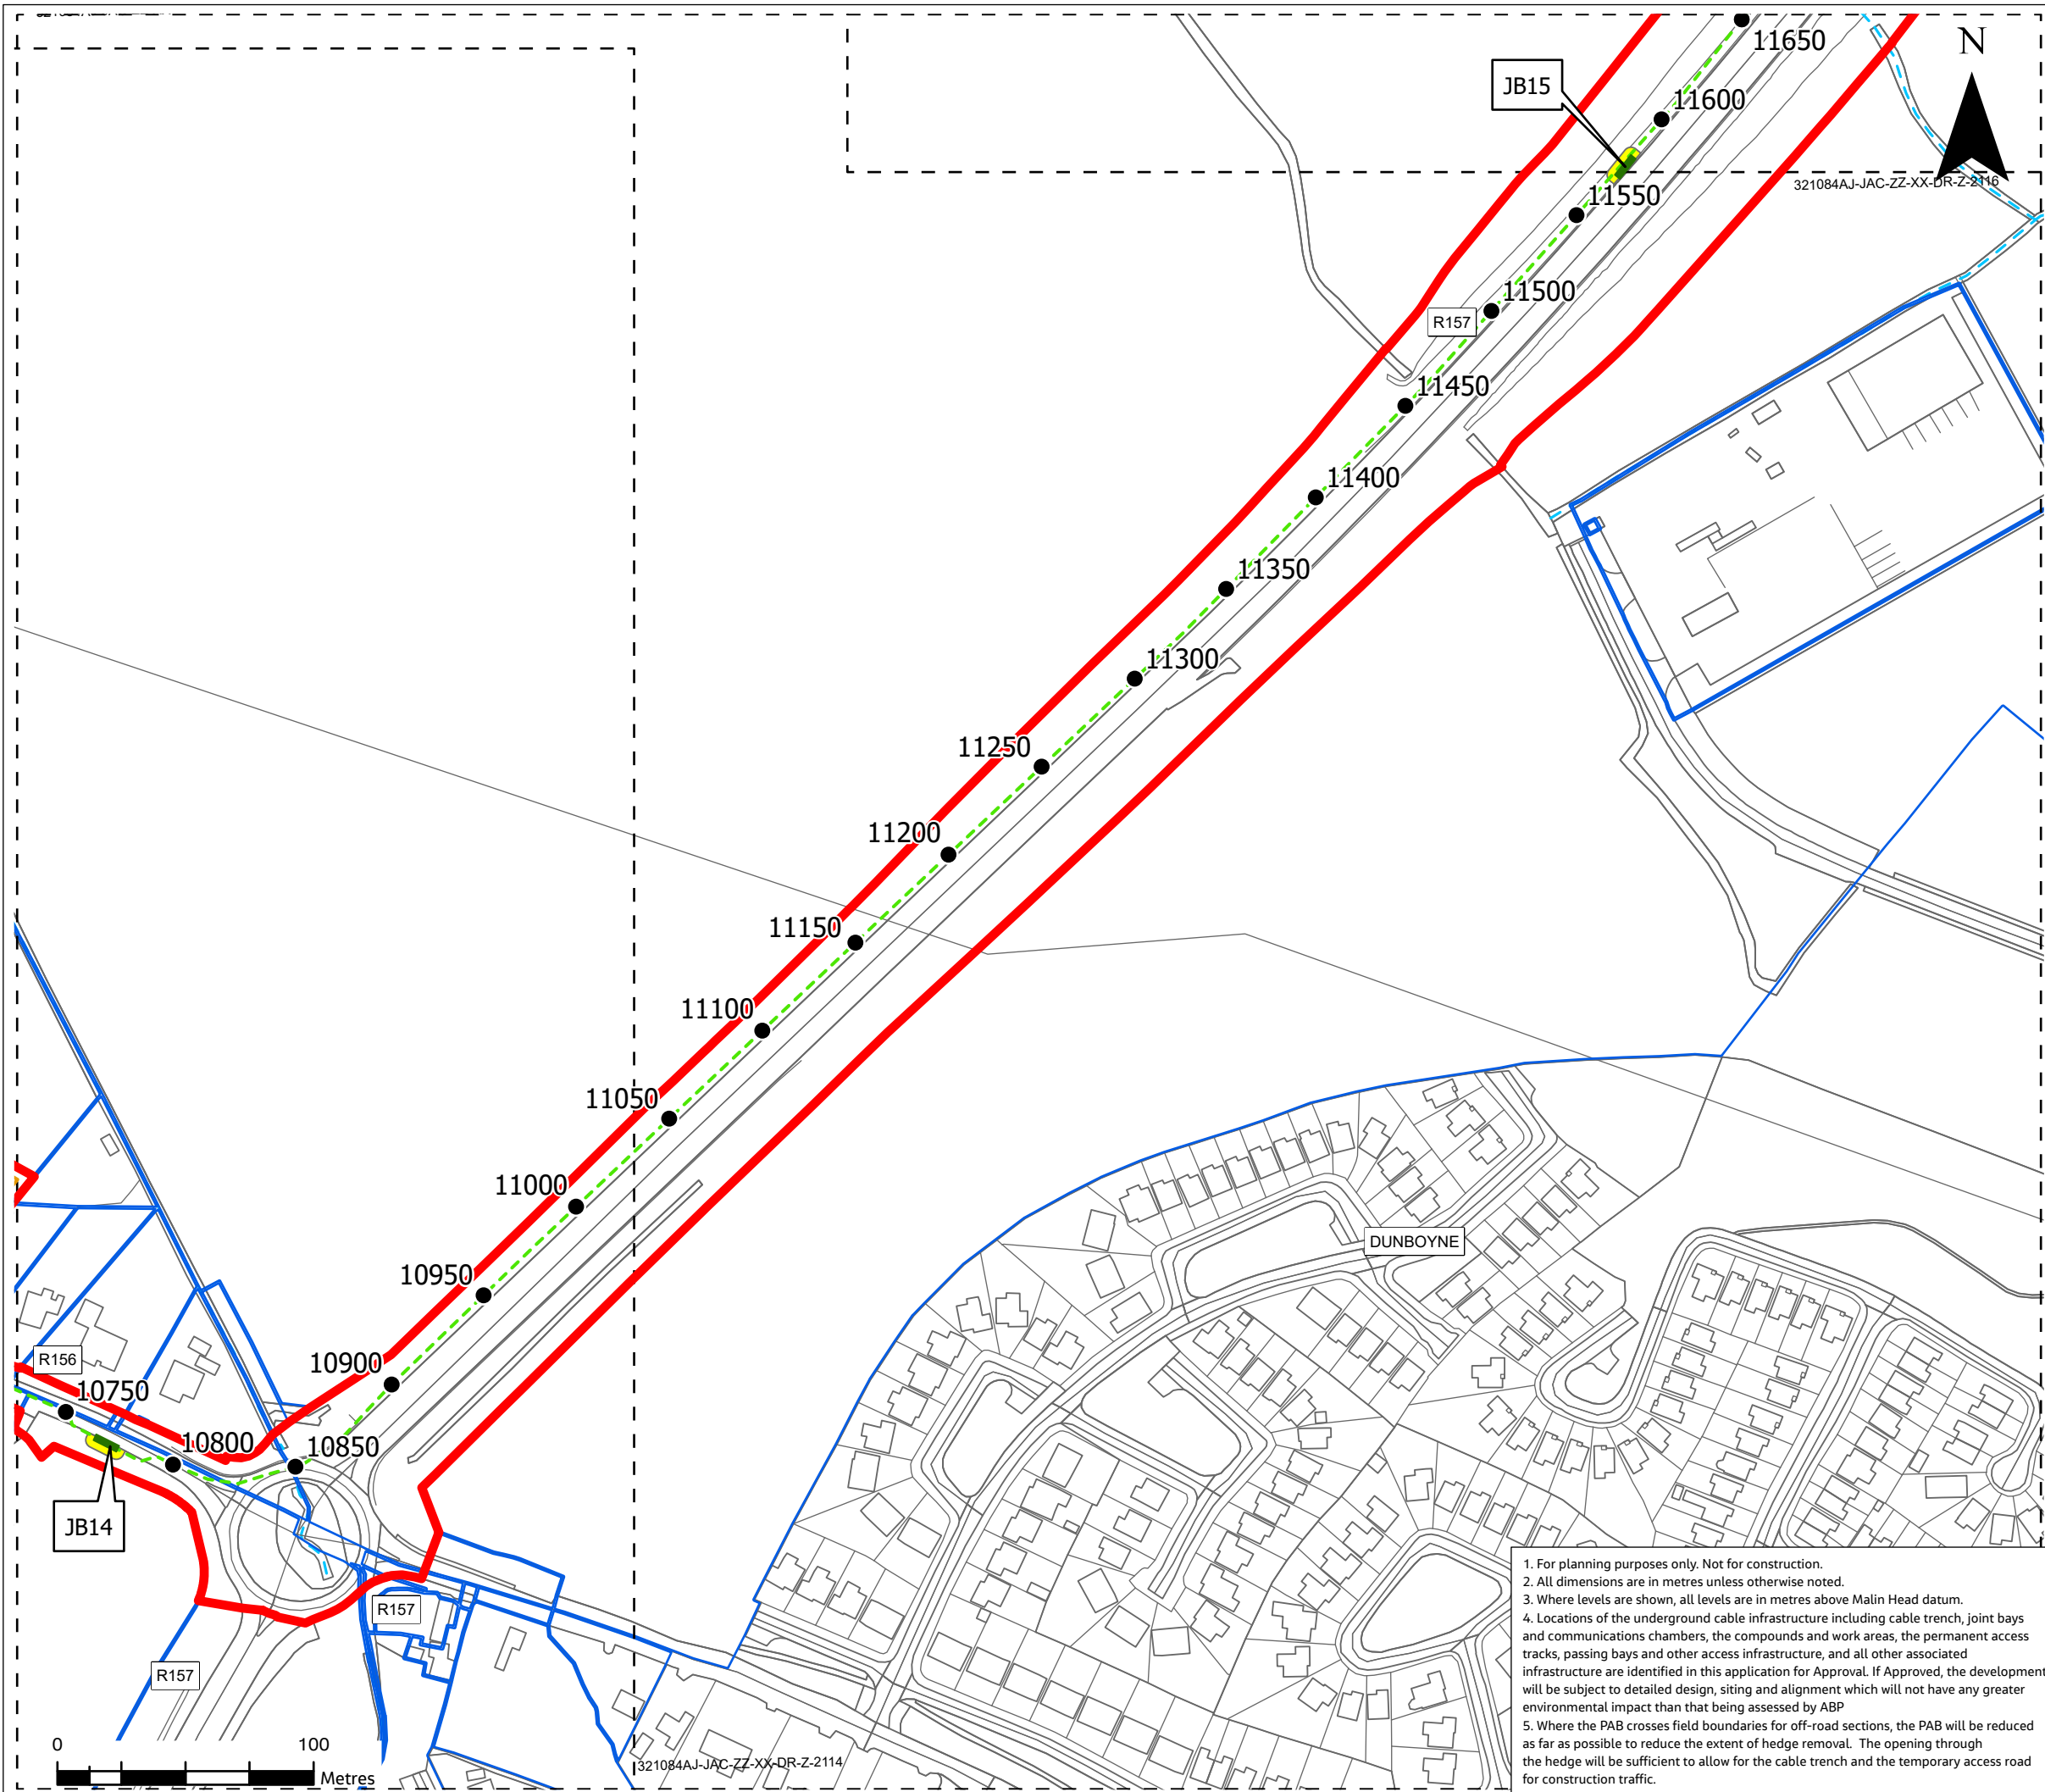 N
11650
JB15
11600
321084AJ-JAC-ZZ-XX-DR-Z-2116
11550
11500
R157
11450
11400
11350
11300
11250
11200
11150
11100
11050
11000
DUNBOYNE
10950
R156
10900
10750
10800
10850
JB14
R157
R157
0 100
Metres
321084AJ-JAC-ZZ-XX-DR-Z-2114
1. For planning purposes only. Not for construction.
2. All dimensions are in metres unless otherwise noted.
3. Where levels are shown, all levels are in metres above Malin Head datum.
4. Locations of the underground cable infrastructure including cable trench, joint bays
and communications chambers, the compounds and work areas, the permanent access
tracks, passing bays and other access infrastructure, and all other associated
infrastructure are identified in this application for Approval. If Approved, the development
will be subject to detailed design, siting and alignment which will not have any greater
environmental impact than that being assessed by ABP
5. Where the PAB crosses field boundaries for off-road sections, the PAB will be reduced
as far as possible to reduce the extent of hedge removal. The opening through
the hedge will be sufficient to allow for the cable trench and the temporary access road
for construction traffic.